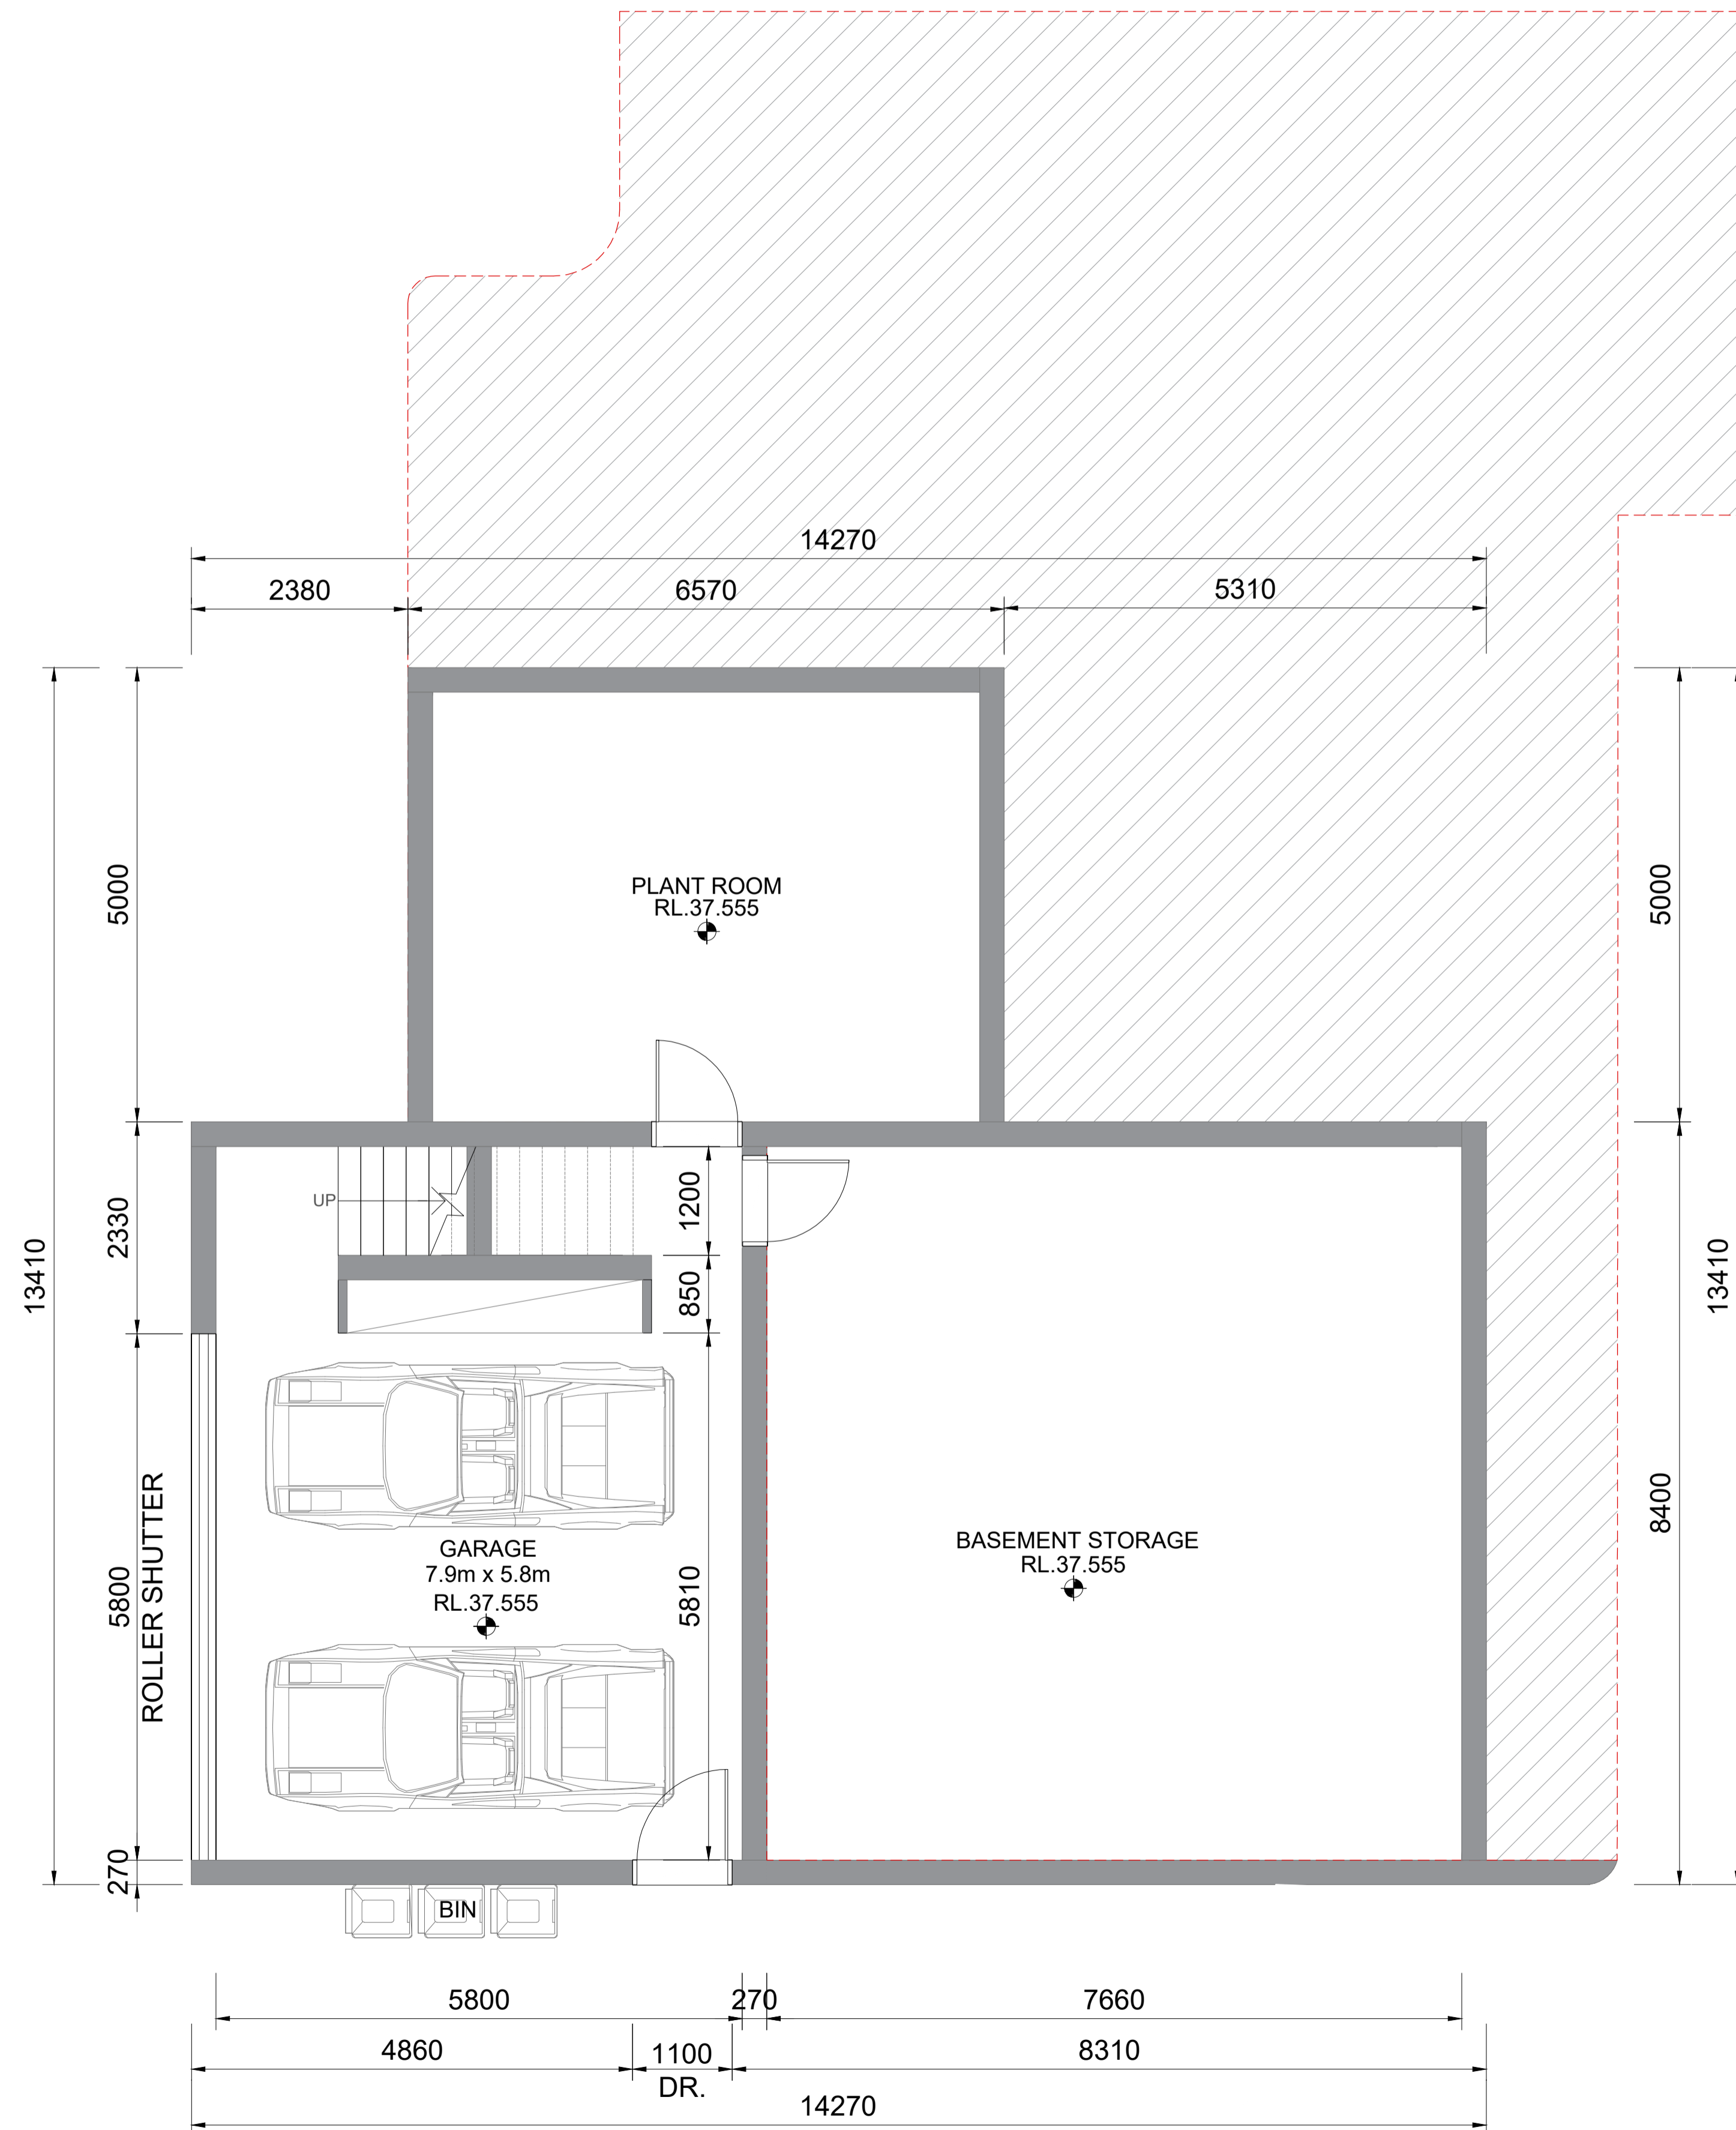 14270
2380
6570
5310
PLANT ROOM
RL.37.555
5000
5000
UP
1200
2330
850
13410
13410
8400
ROLLER SHUTTER
5800
GARAGE
7.9m x 5.8m
RL.37.555
5810
BASEMENT STORAGE
RL.37.555
270
BIN
5800
270
7660
4860
1100
DR.
8310
14270